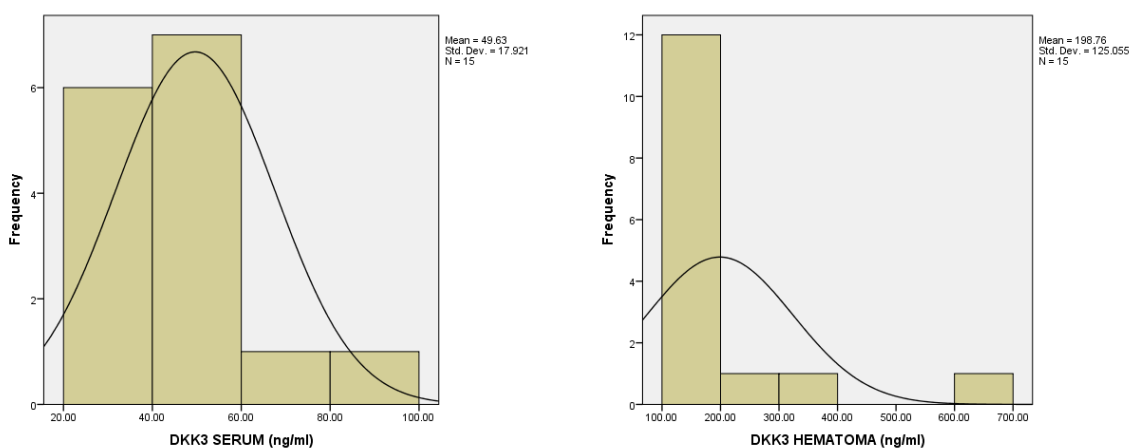 Mean = 49.63
Std. Dev. = 17.921
N = 15
Frequency
6
4
2
0
20.00 40.00 60.00 80.00 100.00
DKK3 SERUM (ng/ml)
Mean = 198.76
Std. Dev. = 125.055
N = 15
Frequency
12
10
8
6
4
2
0
100.00 200.00 300.00 400.00 500.00 600.00 700.00
DKK3 HEMATOMA (ng/ml)